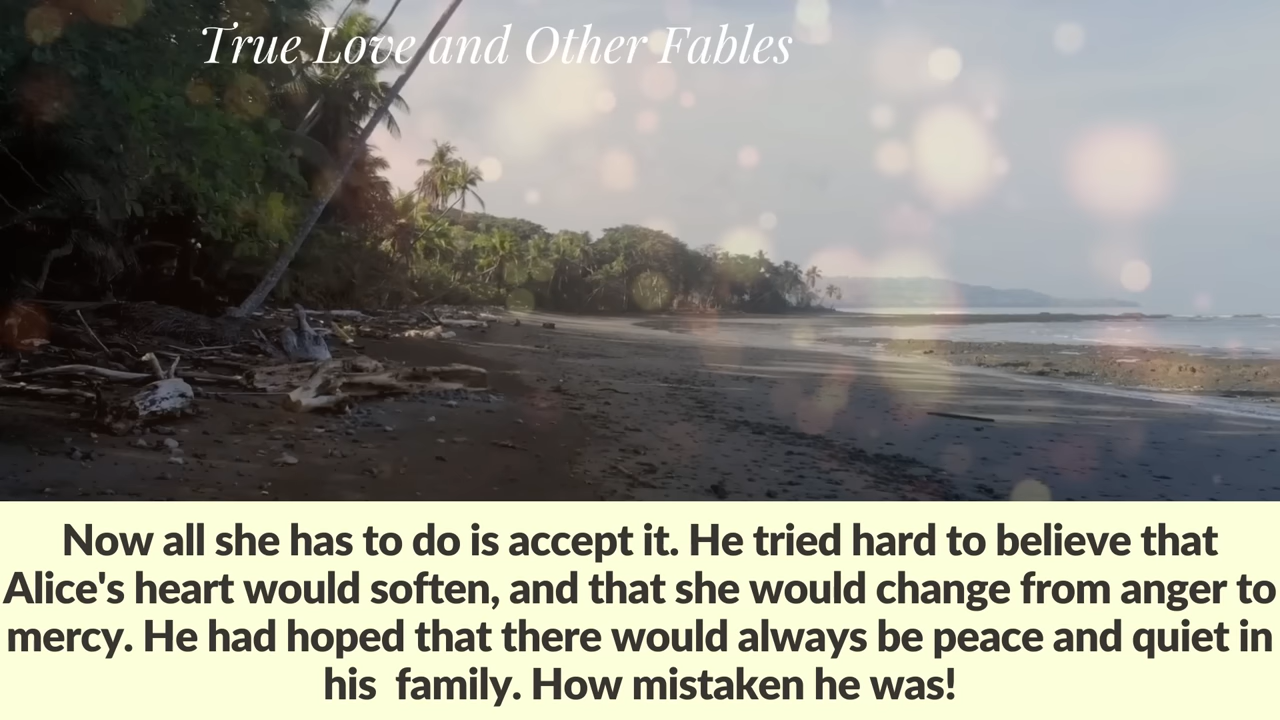 True Love and Other Fables
Now all she has to do is accept it. He tried hard to believe that
Alice's heart would soften, and that she would change from anger to
mercy. He had hoped that there would always be peace and quiet in
his  family. How mistaken he was!